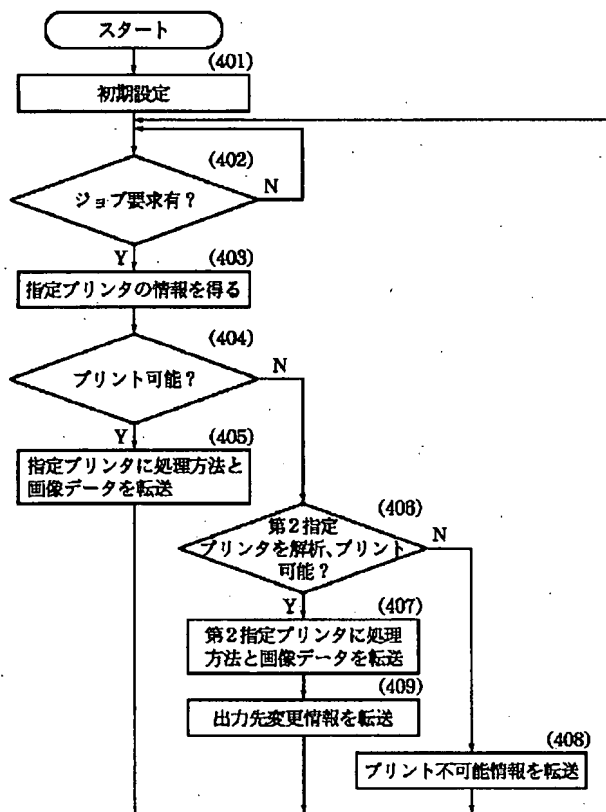 スタート
(401)
初期設定
(402)
ジョブ要求有?
N
Y
(403)
指定プリンタの情報を得る
(404)
プリント可能?
N
Y
(405)
指定プリンタに処理方法と
画像データを転送
(406)
第2指定
プリンタを解析、プリント
可能?
N
Y
(407)
第2指定プリンタに処理
方法と画像データを転送
(409)
出力先変更情報を転送
(408)
プリント不可能情報を転送